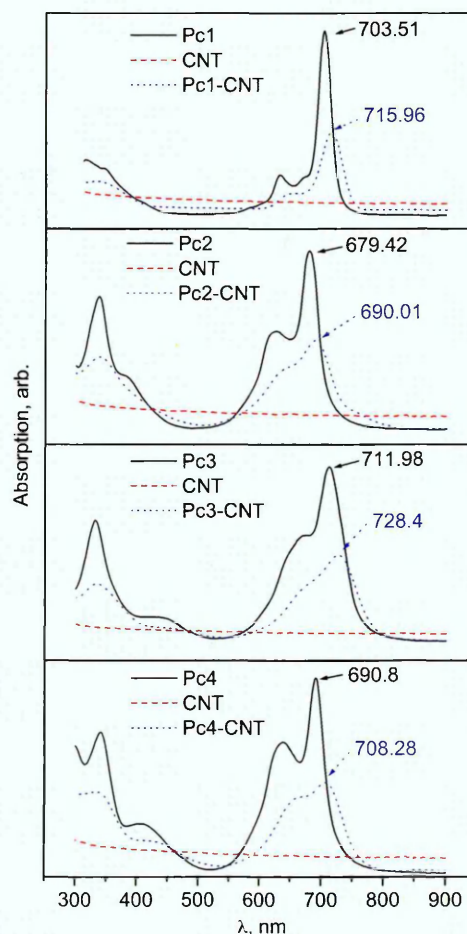 Pc1
CNT
Pc1-CNT
703.51
715.96
Pc2
CNT
Pc2-CNT
679.42
690.01
Pc3
CNT
Pc3-CNT
711.98
728.4
Pc4
CNT
Pc4-CNT
690.8
708.28
Absorption, arb.
300 400 500 600 700 800 900
λ, nm